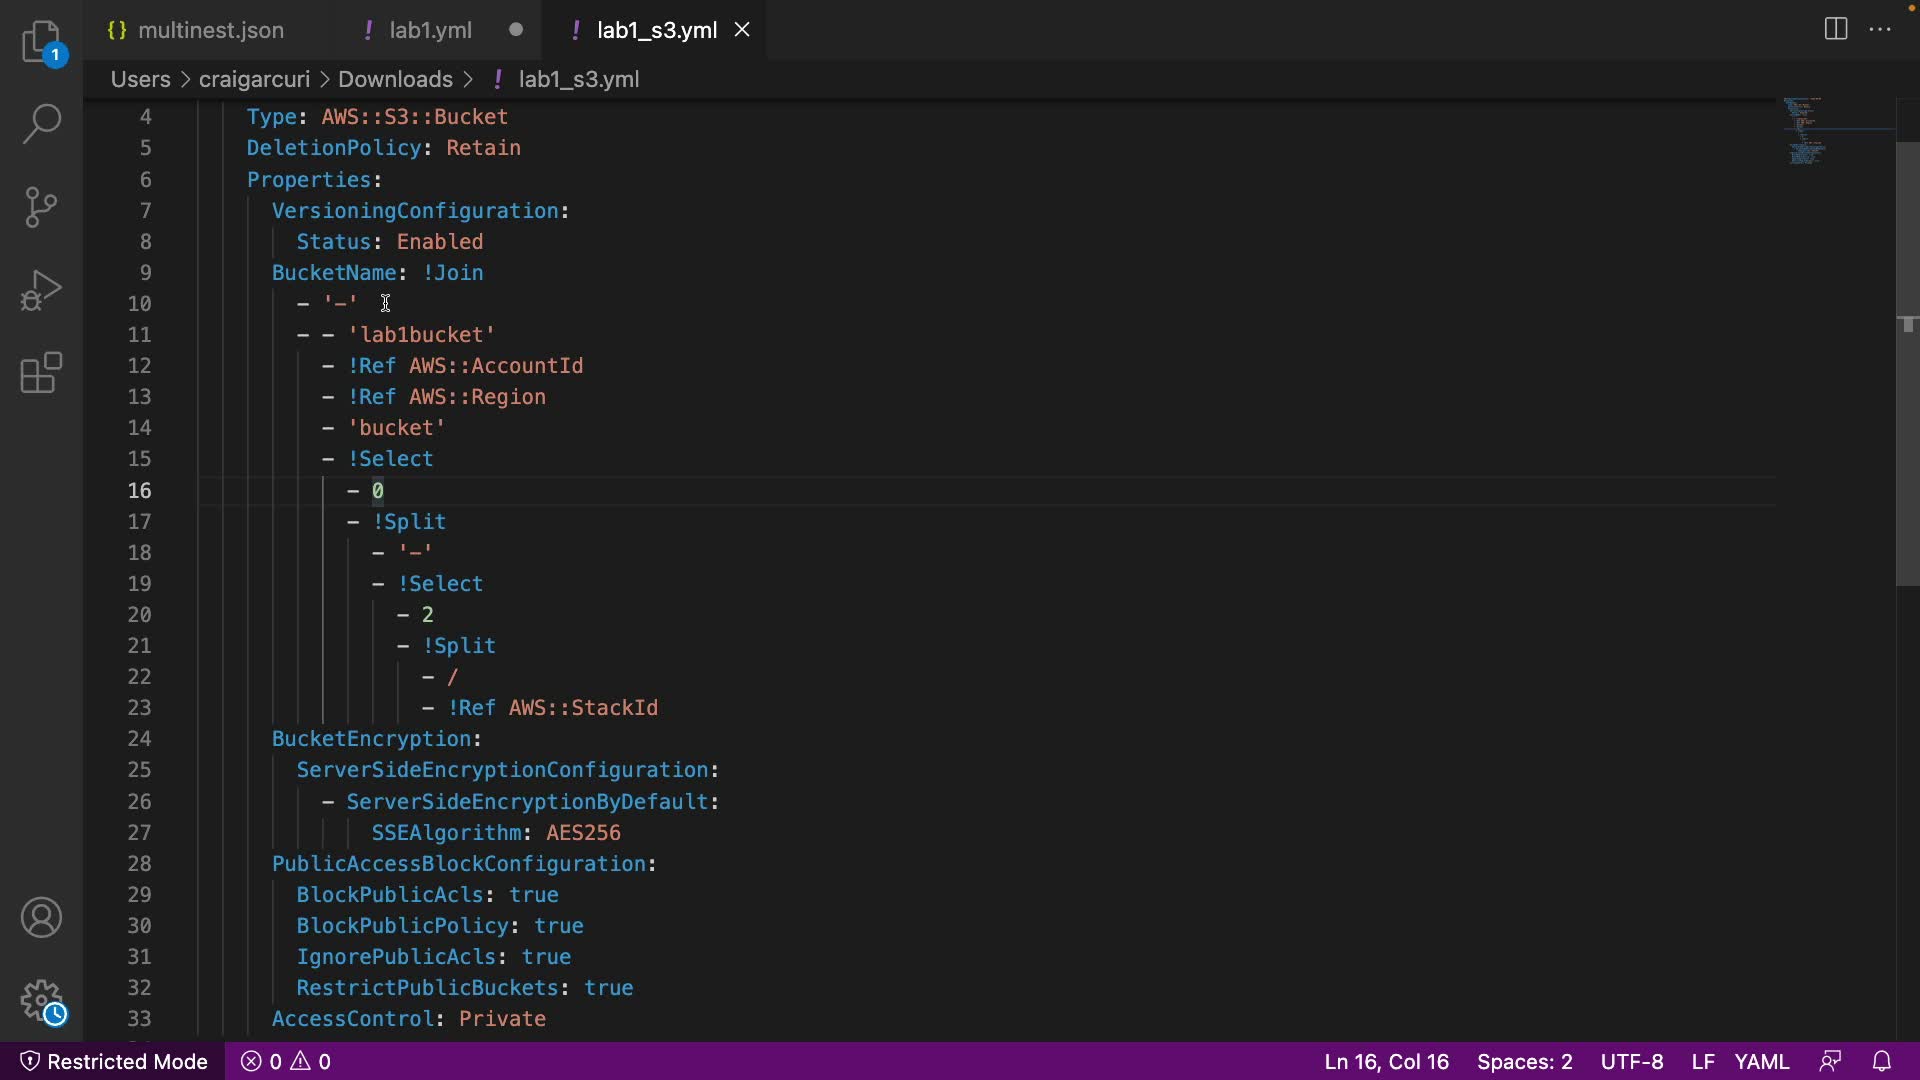 {} multinest.json
! lab1.yml
! lab1_s3.yml
Users > craigarcuri > Downloads > ! lab1_s3.yml
1
4 Type: AWS::S3::Bucket
5 DeletionPolicy: Retain
6 Properties:
7 VersioningConfiguration:
8 Status: Enabled
9 BucketName: !Join
10 - '-'
11 - - 'lab1bucket'
12 - !Ref AWS::AccountId
13 - !Ref AWS::Region
14 - 'bucket'
15 - !Select
16 - 0
17 - !Split
18 - '-'
19 - !Select
20 - 2
21 - !Split
22 - /
23 - !Ref AWS::StackId
24 BucketEncryption:
25 ServerSideEncryptionConfiguration:
26 - ServerSideEncryptionByDefault:
27 SSEAlgorithm: AES256
28 PublicAccessBlockConfiguration:
29 BlockPublicAcls: true
30 BlockPublicPolicy: true
31 IgnorePublicAcls: true
32 RestrictPublicBuckets: true
33 AccessControl: Private
Restricted Mode 0 0 Ln 16, Col 16 Spaces: 2 UTF-8 LF YAML